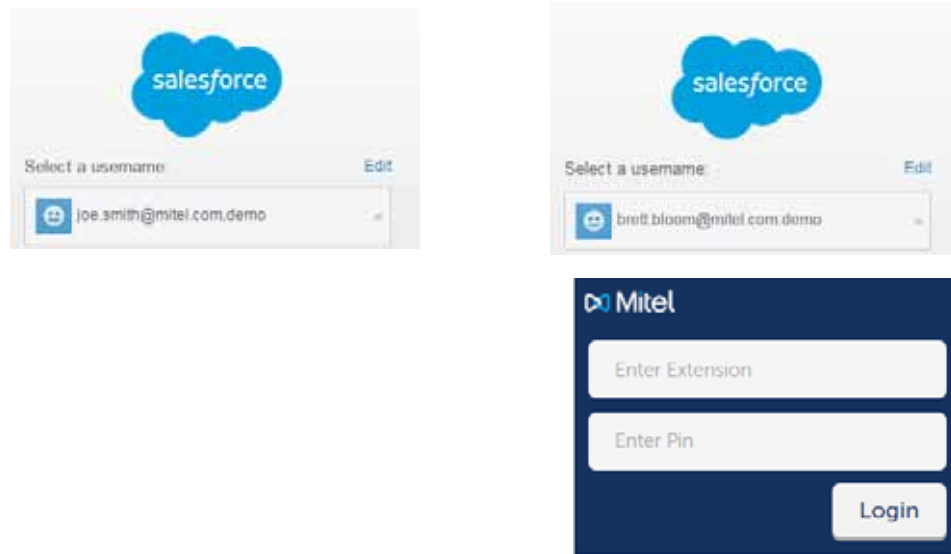 salesforce
Select a username:
Edit
joe.smith@mitel.com.demo
salesforce
Select a username:
Edit
brett.bloom@mitel.com.demo
Mitel
Enter Extension
Enter Pin
Login